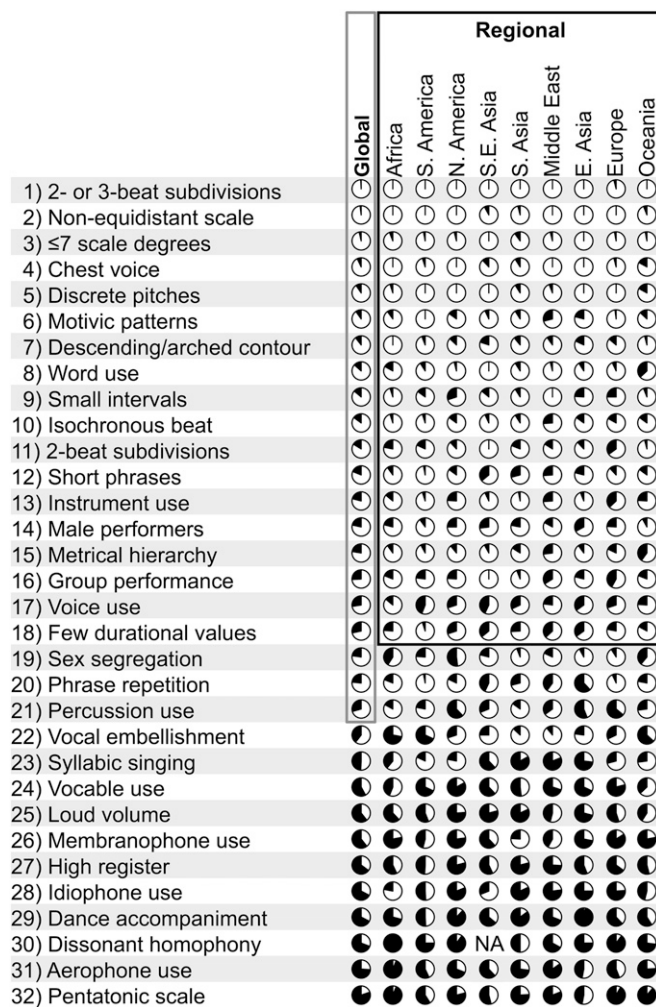 Regional
Global
Africa
S. America
N. America
S.E. Asia
S. Asia
Middle East
E. Asia
Europe
Oceania
1) 2- or 3-beat subdivisions
2) Non-equidistant scale
3) ≤7 scale degrees
4) Chest voice
5) Discrete pitches
6) Motivic patterns
7) Descending/arched contour
8) Word use
9) Small intervals
10) Isochronous beat
11) 2-beat subdivisions
12) Short phrases
13) Instrument use
14) Male performers
15) Metrical hierarchy
16) Group performance
17) Voice use
18) Few durational values
19) Sex segregation
20) Phrase repetition
21) Percussion use
22) Vocal embellishment
23) Syllabic singing
24) Vocable use
25) Loud volume
26) Membranophone use
27) High register
28) Idiophone use
29) Dance accompaniment
30) Dissonant homophony NA
31) Aerophone use
32) Pentatonic scale